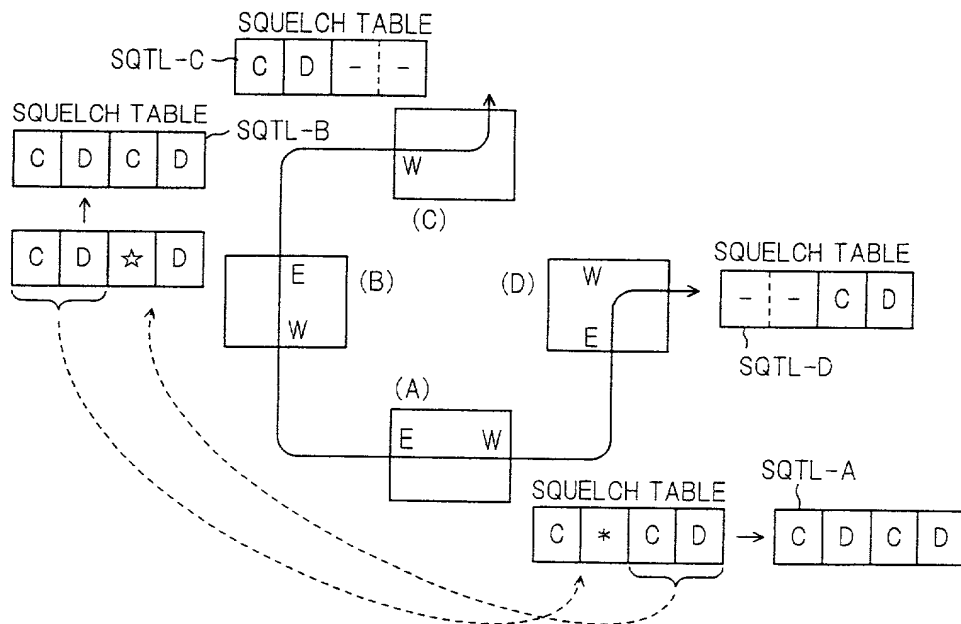 SQUELCH TABLE
SQTL-C
C D - -
SQUELCH TABLE
SQTL-B
C D C D
W
(C)
C D ☆ D
E
(B)
W
(D)
W
E
SQUELCH TABLE
- - C D
SQTL-D
(A)
E W
SQTL-A
SQUELCH TABLE
C * C D
C D C D